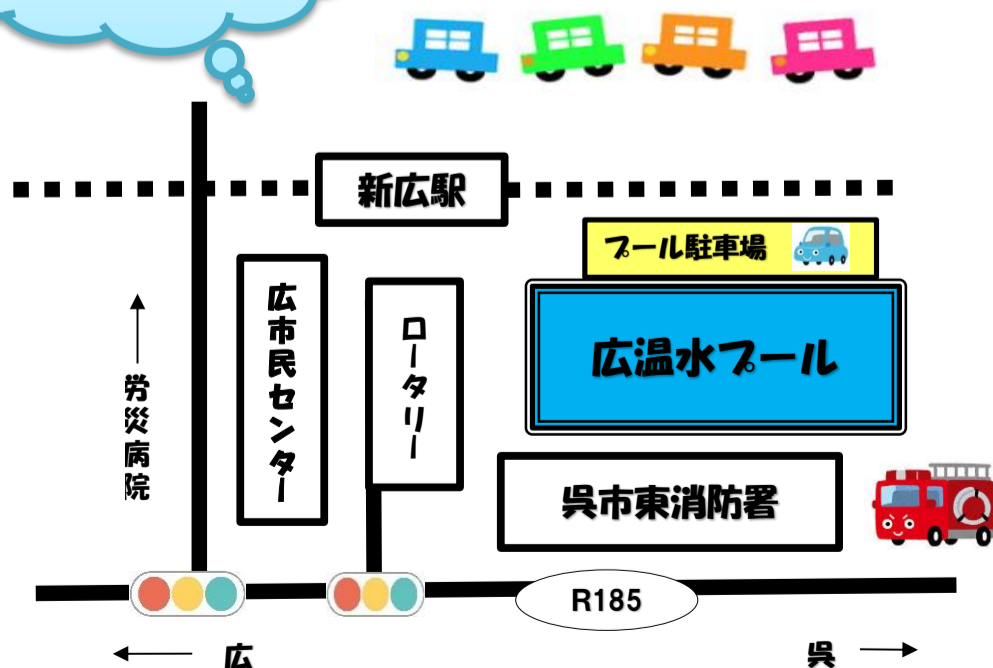 新広駅
プール駐車場
広市民センター
ロータリー
広温水プール
労災病院
呉市東消防署
R185
広
呉